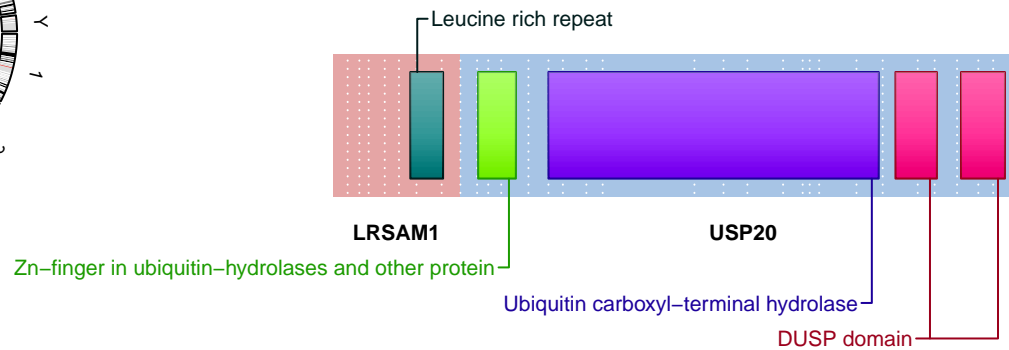 Leucine rich repeat
Y
1
LRSAM1
USP20
Zn−finger in ubiquitin−hydrolases and other protein
Ubiquitin carboxyl−terminal hydrolase
DUSP domain